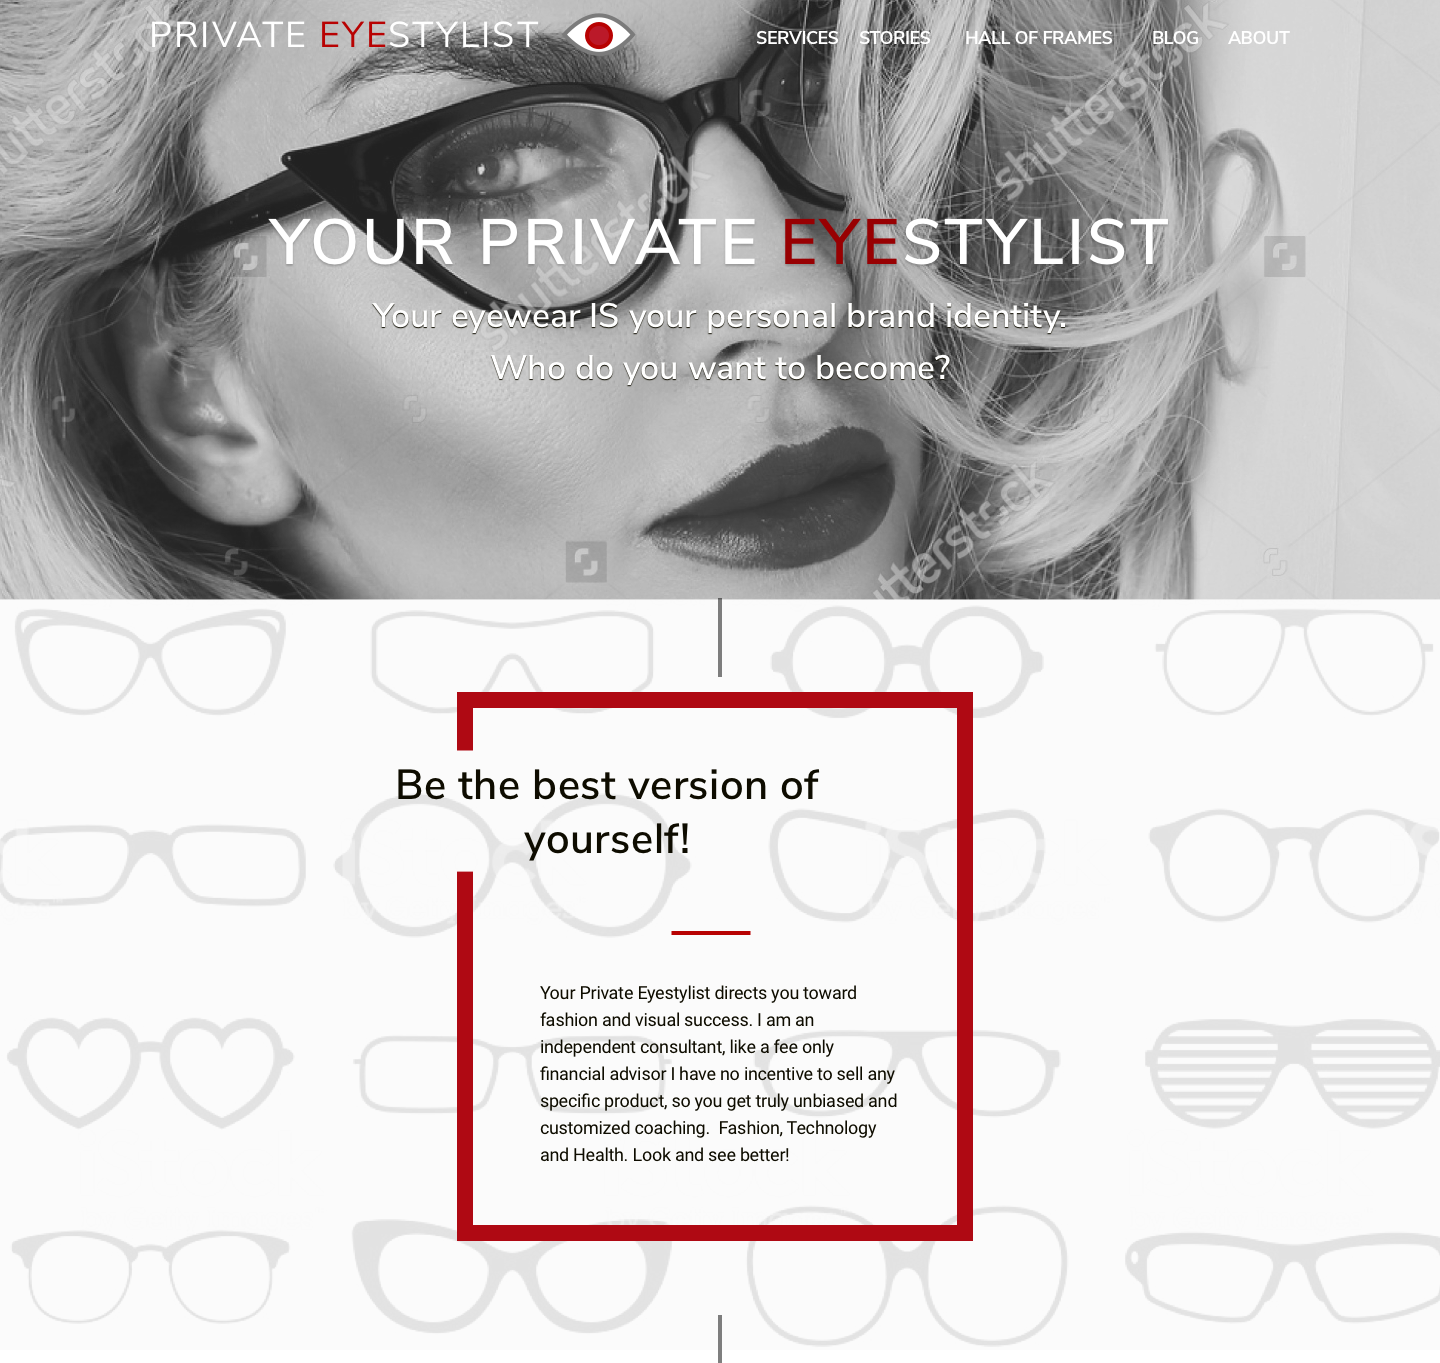 PRIVATE EYESTYLIST
SERVICES STORIES HALL OF FRAMES BLOG ABOUT
shutterstock
shutterstock
YOUR PRIVATE EYESTYLIST
Your eyewear IS your personal brand identity.
Who do you want to become?
Be the best version of
yourself!
Your Private Eyestylist directs you toward
fashion and visual success. I am an
independent consultant, like a fee only
financial advisor I have no incentive to sell any
specific product, so you get truly unbiased and
customized coaching.  Fashion, Technology
and Health. Look and see better!